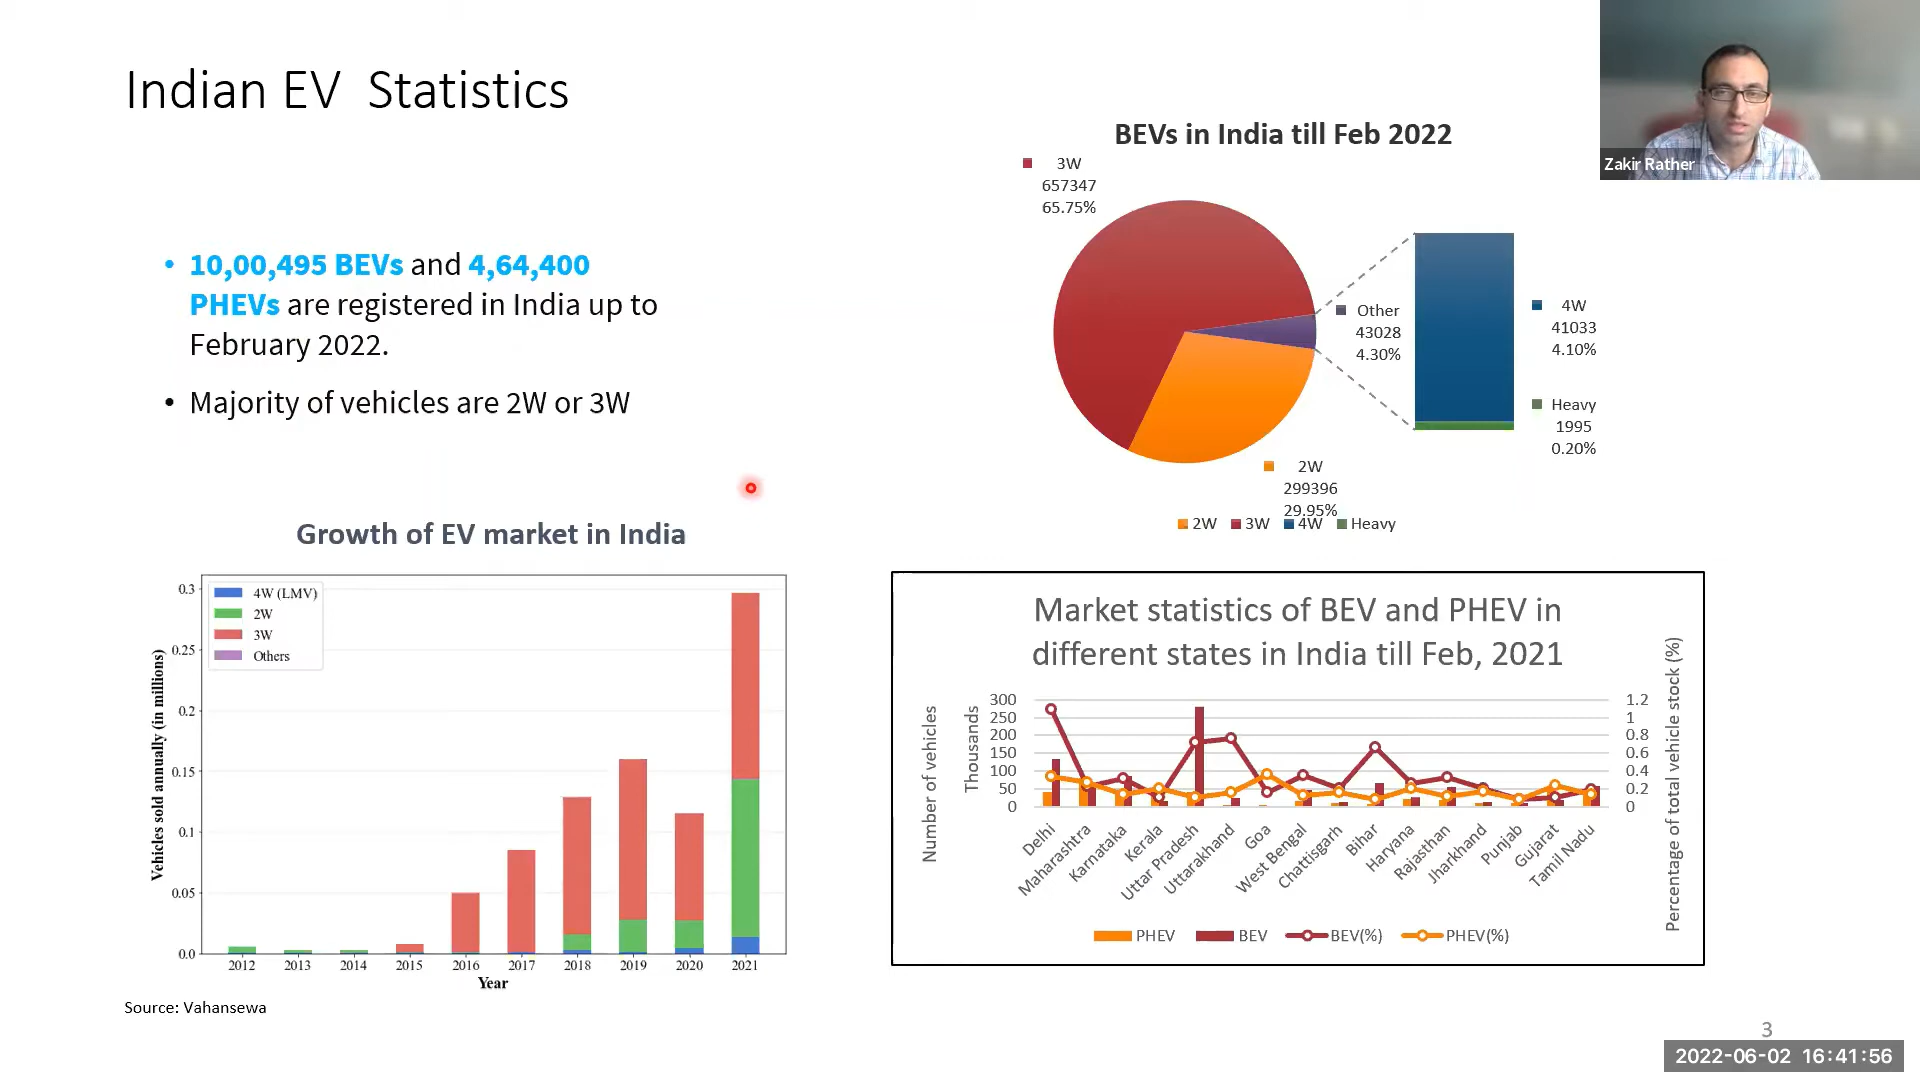 Indian EV Statistics
Zakir Rather
• 10,00,495 BEVs and 4,64,400
PHEVs are registered in India up to
February 2022.
• Majority of vehicles are 2W or 3W
BEVs in India till Feb 2022
3W
657347
65.75%
Other
43028
4.30%
4W
41033
4.10%
Heavy
1995
0.20%
2W
299396
29.95%
2W 3W 4W Heavy
Growth of EV market in India
4W (LMV)
2W
3W
Others
Vehicles sold annually (in millions)
0.3
0.25
0.2
0.15
0.1
0.05
0.0
2012 2013 2014 2015 2016 2017 2018 2019 2020 2021
Year
Source: Vahansewa
Market statistics of BEV and PHEV in
different states in India till Feb, 2021
Number of vehicles
Thousands
300
250
200
150
100
50
0
1.2
1
0.8
0.6
0.4
0.2
0
Percentage of total vehicle stock (%)
Delhi
Maharashtra
Karnataka
Kerala
Uttar Pradesh
Uttarakhand
Goa
West Bengal
Chattisgarh
Bihar
Haryana
Rajasthan
Jharkhand
Punjab
Gujarat
Tamil Nadu
PHEV BEV BEV(%) PHEV(%)
3
2022-06-02 16:41:56